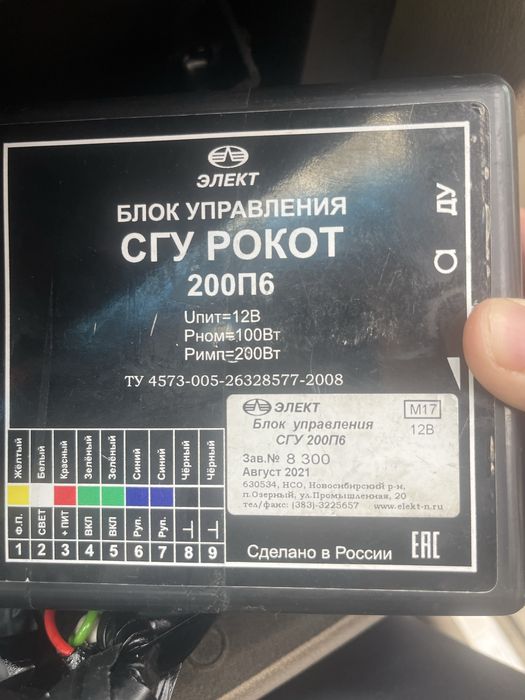 ЭЛЕКТ
БЛОК УПРАВЛЕНИЯ
СГУ РОКОТ
200П6
Uпит=12В
Рном=100Вт
Римп=200Вт
ТУ 4573-005-26328577-2008
ДУ
ЭЛЕКТ
М17
Блок управления
12В
СГУ 200П6
Зав.№ 8 300
Август 2021
630534, НСО, Новосибирский р-н,
п.Озерный, ул.Промышленная, 20
тел/факс: (383)-3225657 www.elekt-n.ru
Жёлтый Белый Красный Зелёный Зелёный Синий Синий Чёрный Чёрный
Ф.П. СВЕТ + ПИТ ВКЛ ВКЛ Руп. Руп.
1 2 3 4 5 6 7 8 9
Сделано в России EAC